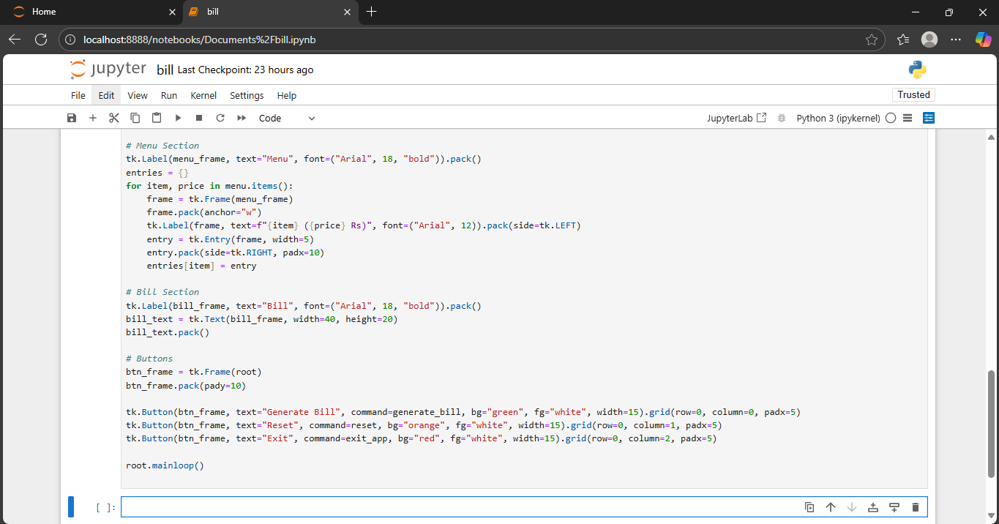 Home
bill
localhost:8888/notebooks/Documents%2Fbill.ipynb
jupyter bill Last Checkpoint: 23 hours ago
File Edit View Run Kernel Settings Help
Trusted
Code
JupyterLab
Python 3 (ipykernel)
# Menu Section
tk.Label(menu_frame, text="Menu", font=("Arial", 18, "bold")).pack()
entries = {}
for item, price in menu.items():
    frame = tk.Frame(menu_frame)
    frame.pack(anchor="w")
    tk.Label(frame, text=f"{item} ({price} Rs)", font=("Arial", 12)).pack(side=tk.LEFT)
    entry = tk.Entry(frame, width=5)
    entry.pack(side=tk.RIGHT, padx=10)
    entries[item] = entry
# Bill Section
tk.Label(bill_frame, text="Bill", font=("Arial", 18, "bold")).pack()
bill_text = tk.Text(bill_frame, width=40, height=20)
bill_text.pack()
# Buttons
btn_frame = tk.Frame(root)
btn_frame.pack(pady=10)
tk.Button(btn_frame, text="Generate Bill", command=generate_bill, bg="green", fg="white", width=15).grid(row=0, column=0, padx=5)
tk.Button(btn_frame, text="Reset", command=reset, bg="orange", fg="white", width=15).grid(row=0, column=1, padx=5)
tk.Button(btn_frame, text="Exit", command=exit_app, bg="red", fg="white", width=15).grid(row=0, column=2, padx=5)
root.mainloop()
[ ]: